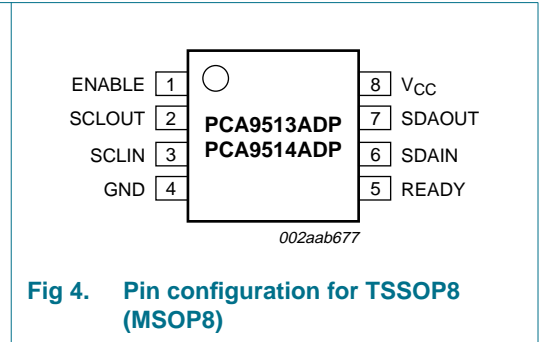 ENABLE 1 8 VCC
SCLOUT 2 PCA9513ADP 7 SDAOUT
SCLIN 3 PCA9514ADP 6 SDAIN
GND 4 5 READY
002aab677
Fig 4. Pin configuration for TSSOP8
(MSOP8)